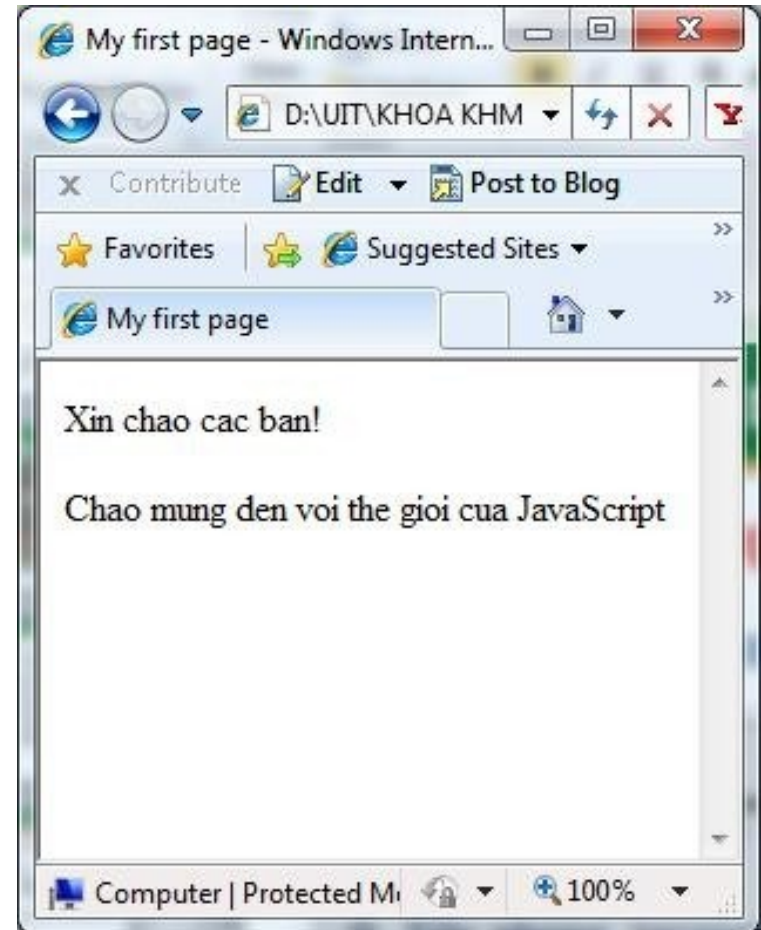 My first page - Windows Intern...
D:\UIT\KHOA KHM
x Contribute Edit Post to Blog
Favorites Suggested Sites
My first page
Xin chao cac ban!
Chao mung den voi the gioi cua JavaScript
Computer | Protected
100%